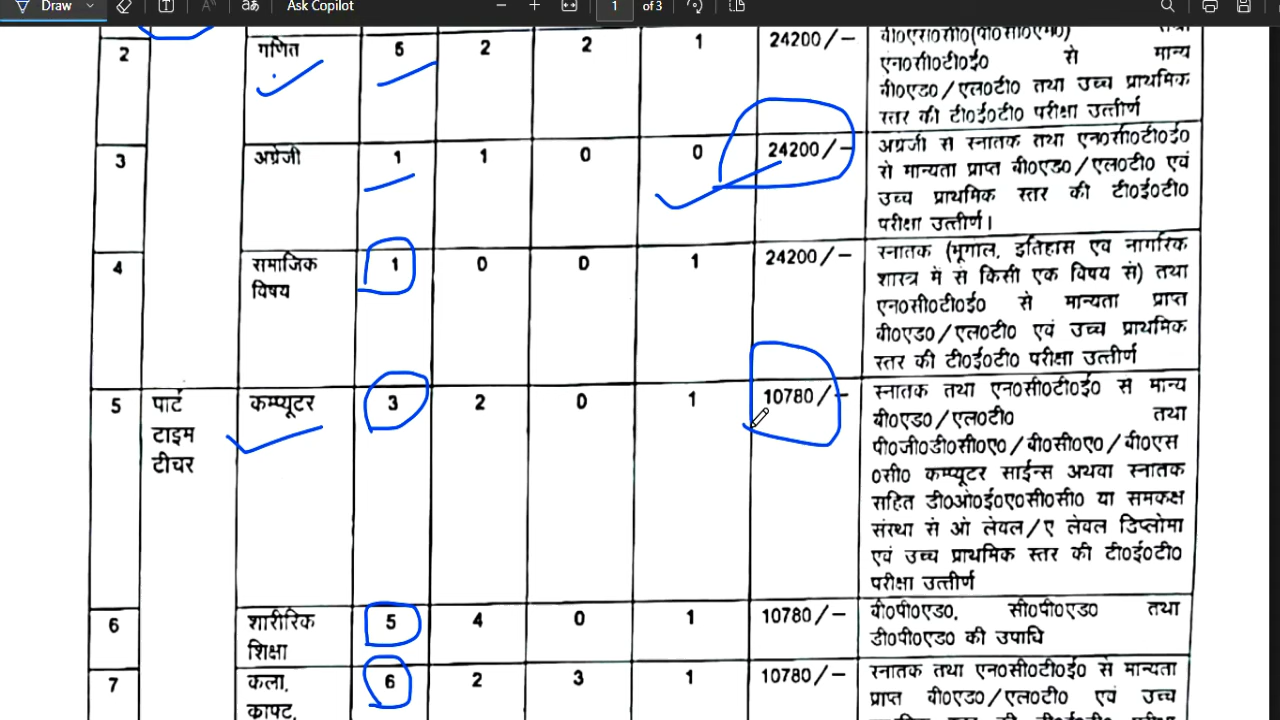 Draw
Ask Copilot
1 of 3
2 गणित 5 2 2 1 24200/–
एन०सी०टी०ई० से मान्य
बी०एड०/एल०टी० तथा उच्च प्राथमिक
स्तर की टी०ई०टी० परीक्षा उत्तीर्ण
3 अंग्रेजी 1 1 0 0 24200/–
अंग्रेजी से स्नातक तथा एन०सी०टी०ई०
से मान्यता प्राप्त बी०एड०/एल०टी० एवं
उच्च प्राथमिक स्तर की टी०ई०टी०
परीक्षा उत्तीर्ण।
4 सामाजिक विषय 1 0 0 1 24200/–
स्नातक (भूगोल, इतिहास एवं नागरिक
शास्त्र में से किसी एक विषय से) तथा
एन०सी०टी०ई० से मान्यता प्राप्त
बी०एड०/एल०टी० एवं उच्च प्राथमिक
स्तर की टी०ई०टी० परीक्षा उत्तीर्ण
5 पार्ट टाइम टीचर कम्प्यूटर 3 2 0 1 10780/–
स्नातक तथा एन०सी०टी०ई० से मान्य
बी०एड०/एल०टी० तथा
पी०जी०डी०सी०ए०/बी०सी०ए०/बी०एस
०सी० कम्प्यूटर साईन्स अथवा स्नातक
सहित डी०ओ०ई०ए०सी०सी० या समकक्ष
संस्था से ओ लेवल/ए लेवल डिप्लोमा
एवं उच्च प्राथमिक स्तर की टी०ई०टी०
परीक्षा उत्तीर्ण
6 शारीरिक शिक्षा 5 4 0 1 10780/–
बी०पी०एड०, सी०पी०एड० तथा
डी०पी०एड० की उपाधि
7 कला, क्राफ्ट, 6 2 3 1 10780/–
स्नातक तथा एन०सी०टी०ई० से मान्यता
प्राप्त बी०एड०/एल०टी० एवं उच्च